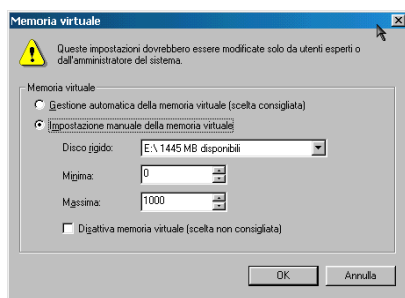 Memoria virtuale
Queste impostazioni dovrebbero essere modificate solo da utenti esperti o
dall'amministratore del sistema.
Memoria virtuale
Gestione automatica della memoria virtuale (scelta consigliata)
Impostazione manuale della memoria virtuale
Disco rigido: E:\ 1445 MB disponibili
Minima: 0
Massima: 1000
Disattiva memoria virtuale (scelta non consigliata)
OK Annulla